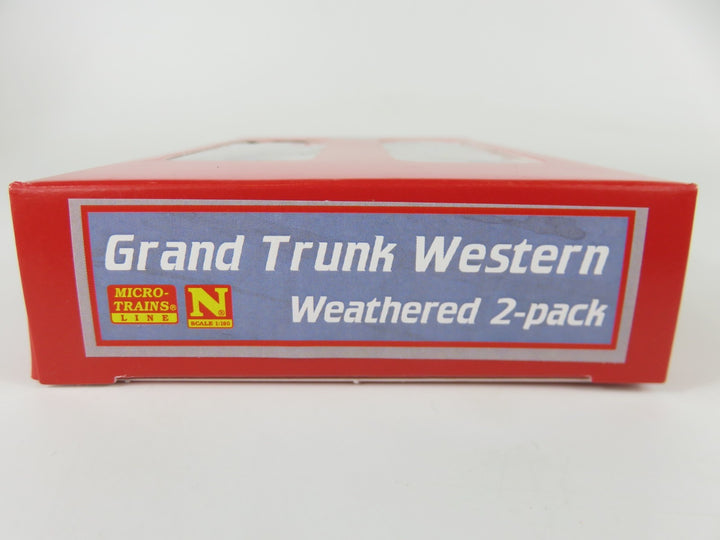 Grand Trunk Western
MICRO-
TRAINS®
LINE
N®
SCALE 1:160
Weathered 2-pack